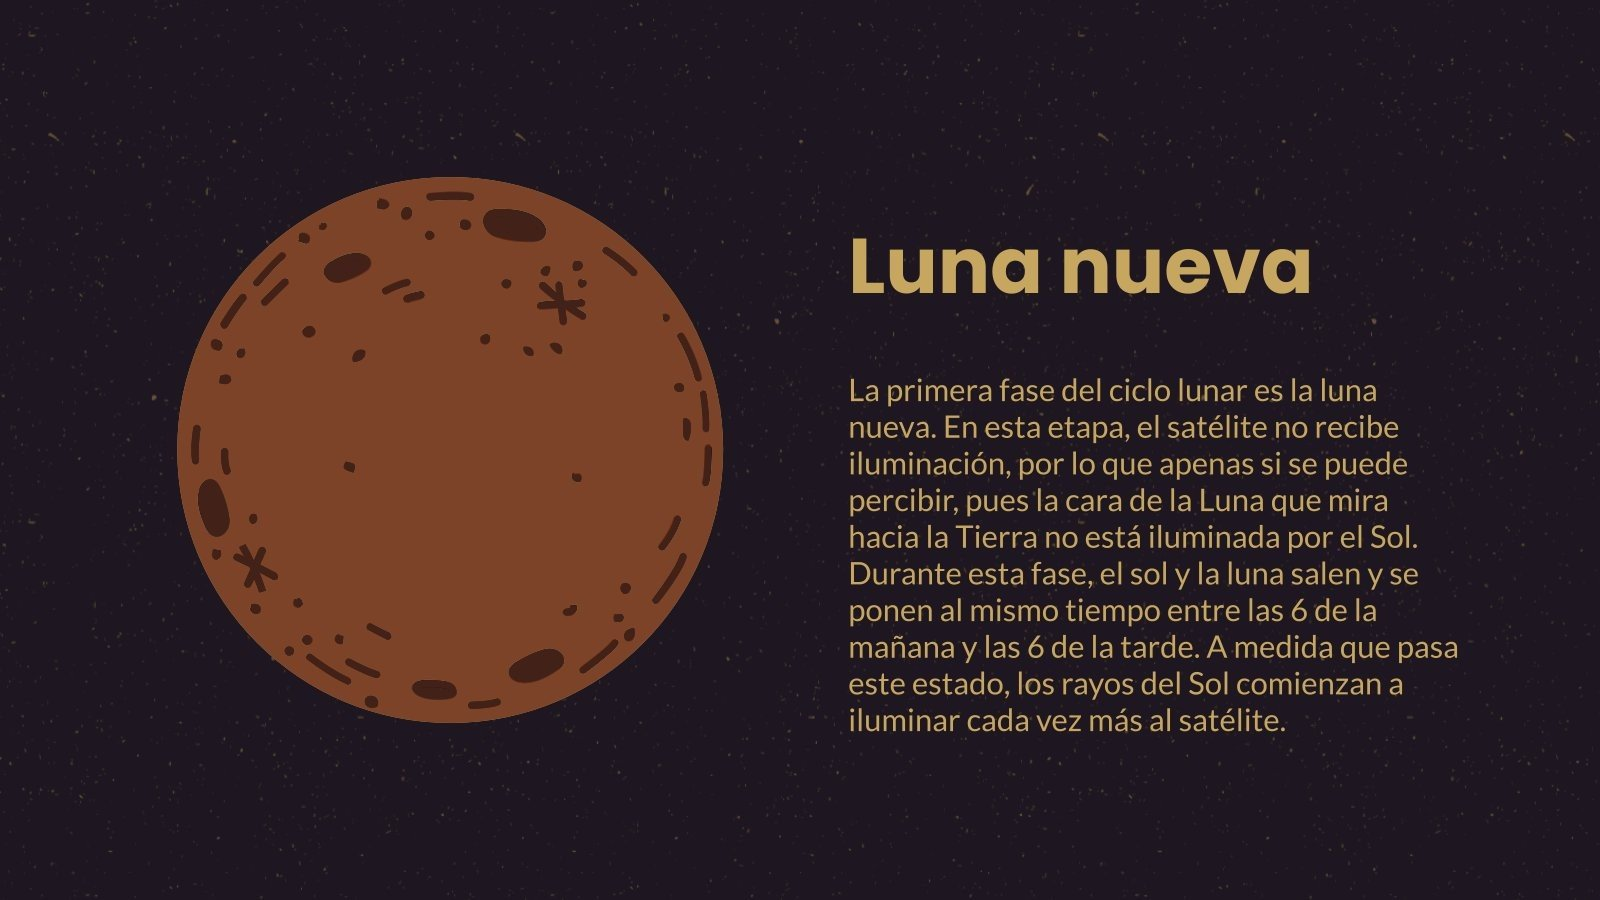 Luna nueva
La primera fase del ciclo lunar es la luna
nueva. En esta etapa, el satélite no recibe
iluminación, por lo que apenas si se puede
percibir, pues la cara de la Luna que mira
hacia la Tierra no está iluminada por el Sol.
Durante esta fase, el sol y la luna salen y se
ponen al mismo tiempo entre las 6 de la
mañana y las 6 de la tarde. A medida que pasa
este estado, los rayos del Sol comienzan a
iluminar cada vez más al satélite.